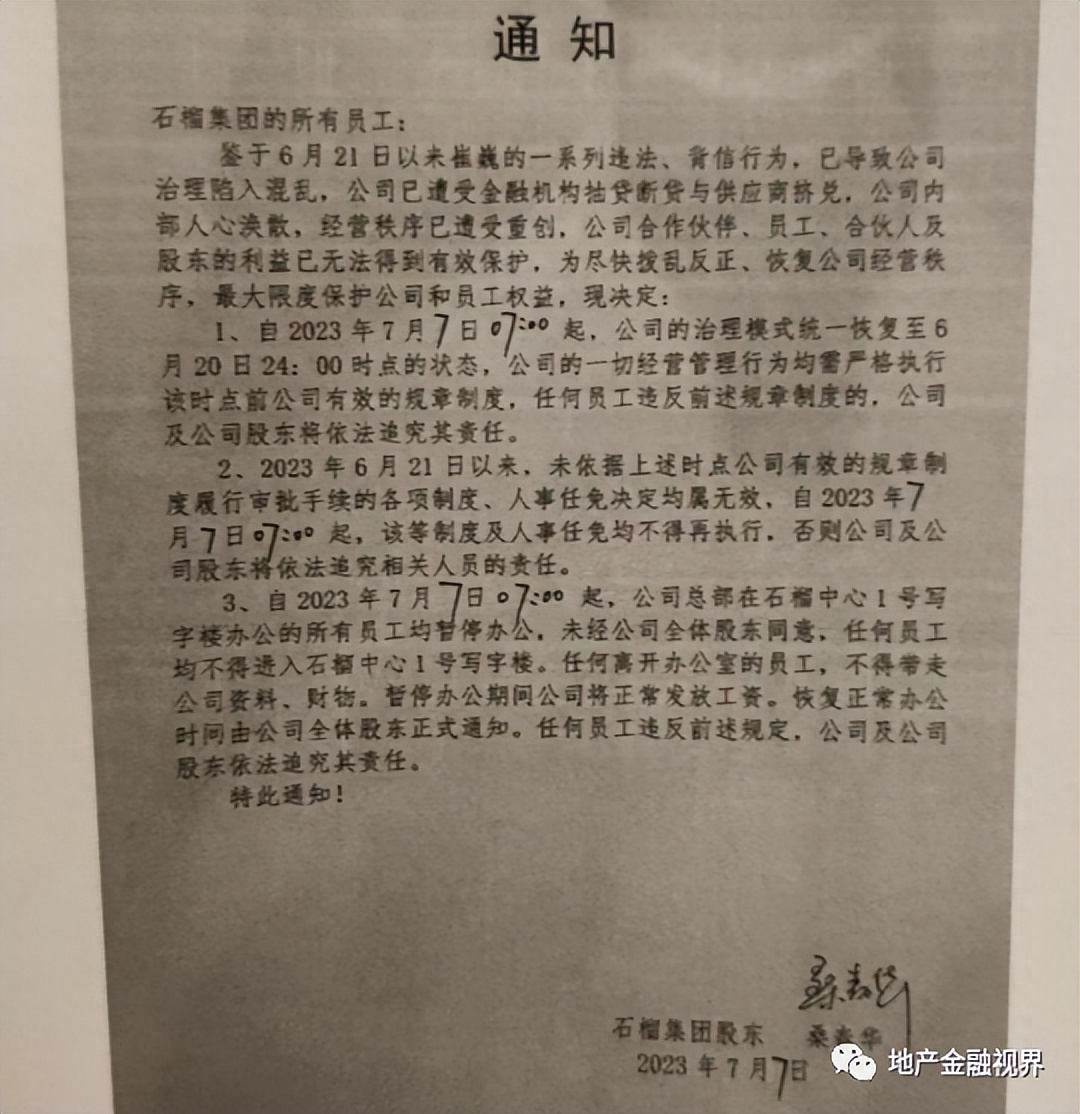 通知
石榴集团的所有员工：
鉴于6月21日以来崔巍的一系列违法、背信行为，已导致公司
治理陷入混乱，公司已遭受金融机构抽贷断贷与供应商挤兑，公司内
部人心涣散，经营秩序已遭受重创，公司合作伙伴、员工、合伙人及
股东的利益已无法得到有效保护，为尽快拨乱反正、恢复公司经营秩
序，最大限度保护公司和员工权益，现决定：
1、自2023年7月7日07:00起，公司的治理模式统一恢复至6
月20日24：00时点的状态，公司的一切经营管理行为均需严格执行
该时点前公司有效的规章制度，任何员工违反前述规章制度的，公司
及公司股东将依法追究其责任。
2、2023年6月21日以来，未依据上述时点公司有效的规章制
度履行审批手续的各项制度、人事任免决定均属无效，自2023年7
月7日07:00起，该等制度及人事任免均不得再执行，否则公司及公
司股东将依法追究相关人员的责任。
3、自2023年7月7日07:00起，公司总部在石榴中心1号写
字楼办公的所有员工均暂停办公，未经公司全体股东同意，任何员工
均不得进入石榴中心1号写字楼。任何离开办公室的员工，不得带走
公司资料、财物。暂停办公期间公司将正常发放工资。恢复正常办公
时间由公司全体股东正式通知。任何员工违反前述规定，公司及公司
股东依法追究其责任。
特此通知！
石榴集团股东 桑 华
2023年7月7日
地产金融视界